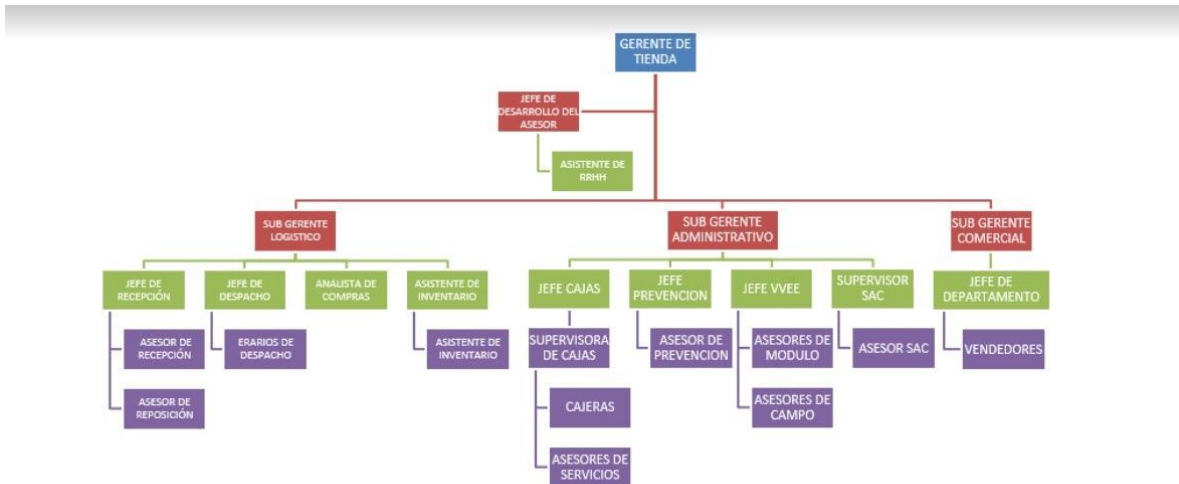 GERENTE DE
TIENDA
JEFE DE
DESARROLLO DEL
ASESOR
ASISTENTE DE
RRHH
SUB GERENTE
LOGISTICO
SUB GERENTE
ADMINISTRATIVO
SUB GERENTE
COMERCIAL
JEFE DE
RECEPCIÓN
JEFE DE
DESPACHO
ANALISTA DE
COMPRAS
ASISTENTE DE
INVENTARIO
JEFE CAJAS
JEFE
PREVENCION
JEFE VVEE
SUPERVISOR
SAC
JEFE DE
DEPARTAMENTO
ASESOR DE
RECEPCIÓN
ERARIOS DE
DESPACHO
ASISTENTE DE
INVENTARIO
SUPERVISORA
DE CAJAS
ASESOR DE
PREVENCION
ASESORES DE
MODULO
ASESOR SAC
VENDEDORES
ASESOR DE
REPOSICIÓN
CAJERAS
ASESORES DE
CAMPO
ASESORES DE
SERVICIOS